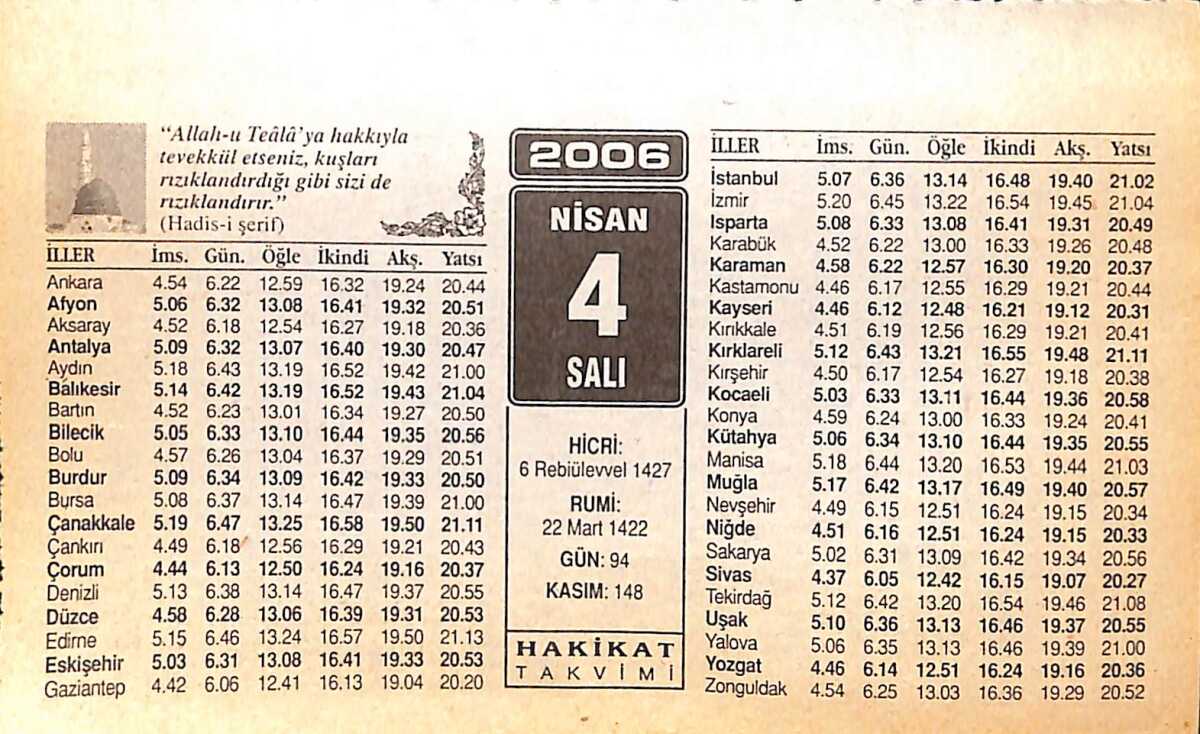 "Allah-u Teâlâ'ya hakkıyla
tevekkül etseniz, kuşları
rızıklandırdığı gibi sizi de
rızıklandırır."
(Hadis-i şerif)
İLLER İms. Gün. Öğle İkindi Akş. Yatsı
Ankara 4.54 6.22 12.59 16.32 19.24 20.44
Afyon 5.06 6.32 13.08 16.41 19.32 20.51
Aksaray 4.52 6.18 12.54 16.27 19.18 20.36
Antalya 5.09 6.32 13.07 16.40 19.30 20.47
Aydın 5.18 6.43 13.19 16.52 19.42 21.00
Balıkesir 5.14 6.42 13.19 16.52 19.43 21.04
Bartın 4.52 6.23 13.01 16.34 19.27 20.50
Bilecik 5.05 6.33 13.10 16.44 19.35 20.56
Bolu 4.57 6.26 13.04 16.37 19.29 20.51
Burdur 5.09 6.34 13.09 16.42 19.33 20.50
Bursa 5.08 6.37 13.14 16.47 19.39 21.00
Çanakkale 5.19 6.47 13.25 16.58 19.50 21.11
Çankırı 4.49 6.18 12.56 16.29 19.21 20.43
Çorum 4.44 6.13 12.50 16.24 19.16 20.37
Denizli 5.13 6.38 13.14 16.47 19.37 20.55
Düzce 4.58 6.28 13.06 16.39 19.31 20.53
Edirne 5.15 6.46 13.24 16.57 19.50 21.13
Eskişehir 5.03 6.31 13.08 16.41 19.33 20.53
Gaziantep 4.42 6.06 12.41 16.13 19.04 20.20
2006
NİSAN
4
SALI
HİCRİ:
6 Rebiülevvel 1427
RUMİ:
22 Mart 1422
GÜN: 94
KASIM: 148
HAKİKAT
TAKVİMİ
İLLER İms. Gün. Öğle İkindi Akş. Yatsı
İstanbul 5.07 6.36 13.14 16.48 19.40 21.02
İzmir 5.20 6.45 13.22 16.54 19.45 21.04
Isparta 5.08 6.33 13.08 16.41 19.31 20.49
Karabük 4.52 6.22 13.00 16.33 19.26 20.48
Karaman 4.58 6.22 12.57 16.30 19.20 20.37
Kastamonu 4.46 6.17 12.55 16.29 19.21 20.44
Kayseri 4.46 6.12 12.48 16.21 19.12 20.31
Kırıkkale 4.51 6.19 12.56 16.29 19.21 20.41
Kırklareli 5.12 6.43 13.21 16.55 19.48 21.11
Kırşehir 4.50 6.17 12.54 16.27 19.18 20.38
Kocaeli 5.03 6.33 13.11 16.44 19.36 20.58
Konya 4.59 6.24 13.00 16.33 19.24 20.41
Kütahya 5.06 6.34 13.10 16.44 19.35 20.55
Manisa 5.18 6.44 13.20 16.53 19.44 21.03
Muğla 5.17 6.42 13.17 16.49 19.40 20.57
Nevşehir 4.49 6.15 12.51 16.24 19.15 20.34
Niğde 4.51 6.16 12.51 16.24 19.15 20.33
Sakarya 5.02 6.31 13.09 16.42 19.34 20.56
Sivas 4.37 6.05 12.42 16.15 19.07 20.27
Tekirdağ 5.12 6.42 13.20 16.54 19.46 21.08
Uşak 5.10 6.36 13.13 16.46 19.37 20.55
Yalova 5.06 6.35 13.13 16.46 19.39 21.00
Yozgat 4.46 6.14 12.51 16.24 19.16 20.36
Zonguldak 4.54 6.25 13.03 16.36 19.29 20.52